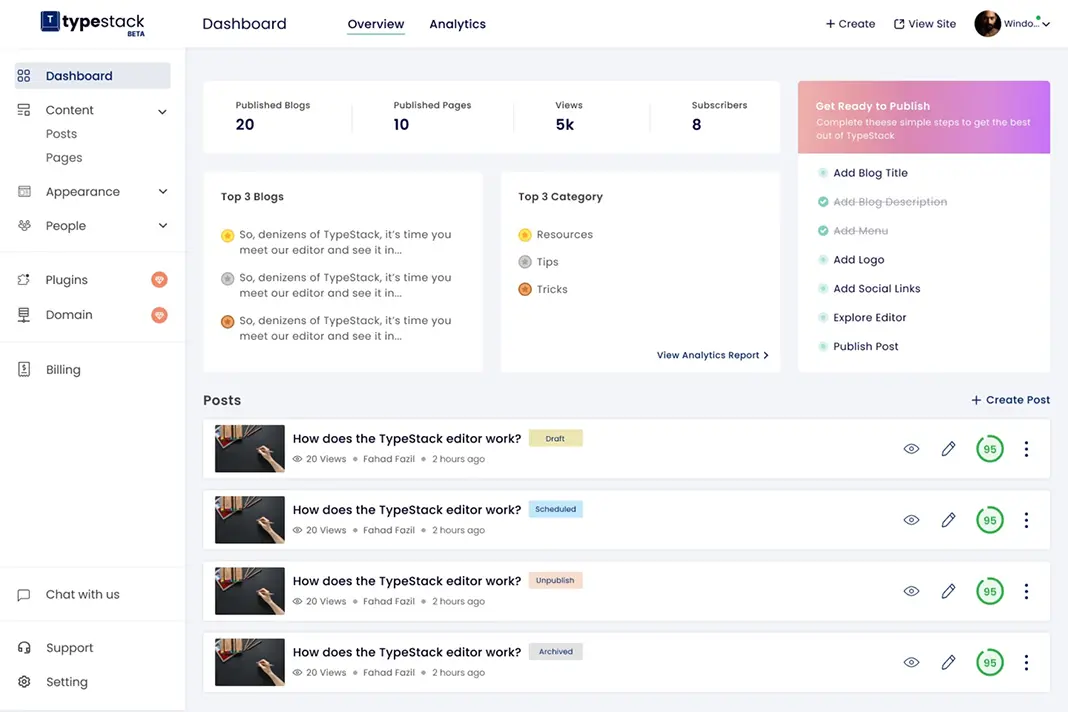 T typestack
BETA
Dashboard
Overview
Analytics
+ Create
View Site
Windo...
Dashboard
Content
Posts
Pages
Appearance
People
Plugins
Domain
Billing
Chat with us
Support
Setting
Published Blogs
20
Published Pages
10
Views
5k
Subscribers
8
Top 3 Blogs
So, denizens of TypeStack, it's time you
meet our editor and see it in...
So, denizens of TypeStack, it's time you
meet our editor and see it in...
So, denizens of TypeStack, it's time you
meet our editor and see it in...
Top 3 Category
Resources
Tips
Tricks
View Analytics Report
Get Ready to Publish
Complete theese simple steps to get the best
out of TypeStack
Add Blog Title
Add Blog Description
Add Menu
Add Logo
Add Social Links
Explore Editor
Publish Post
Posts
+ Create Post
How does the TypeStack editor work? Draft
20 Views • Fahad Fazil • 2 hours ago
95
How does the TypeStack editor work? Scheduled
20 Views • Fahad Fazil • 2 hours ago
95
How does the TypeStack editor work? Unpublish
20 Views • Fahad Fazil • 2 hours ago
95
How does the TypeStack editor work? Archived
20 Views • Fahad Fazil • 2 hours ago
95